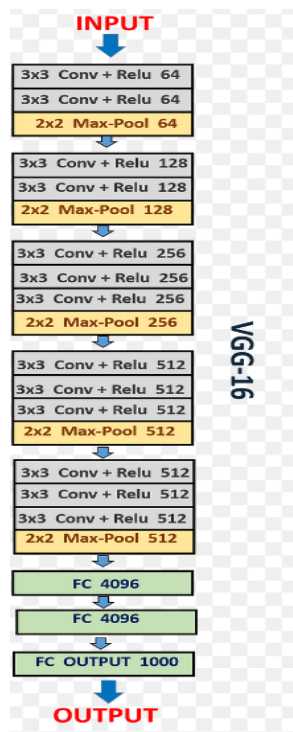 INPUT
3x3 Conv + Relu 64
3x3 Conv + Relu 64
2x2 Max-Pool 64
3x3 Conv + Relu 128
3x3 Conv + Relu 128
2x2 Max-Pool 128
3x3 Conv + Relu 256
3x3 Conv + Relu 256
3x3 Conv + Relu 256
2x2 Max-Pool 256
VGG-16
3x3 Conv + Relu 512
3x3 Conv + Relu 512
3x3 Conv + Relu 512
2x2 Max-Pool 512
3x3 Conv + Relu 512
3x3 Conv + Relu 512
3x3 Conv + Relu 512
2x2 Max-Pool 512
FC 4096
FC 4096
FC OUTPUT 1000
OUTPUT